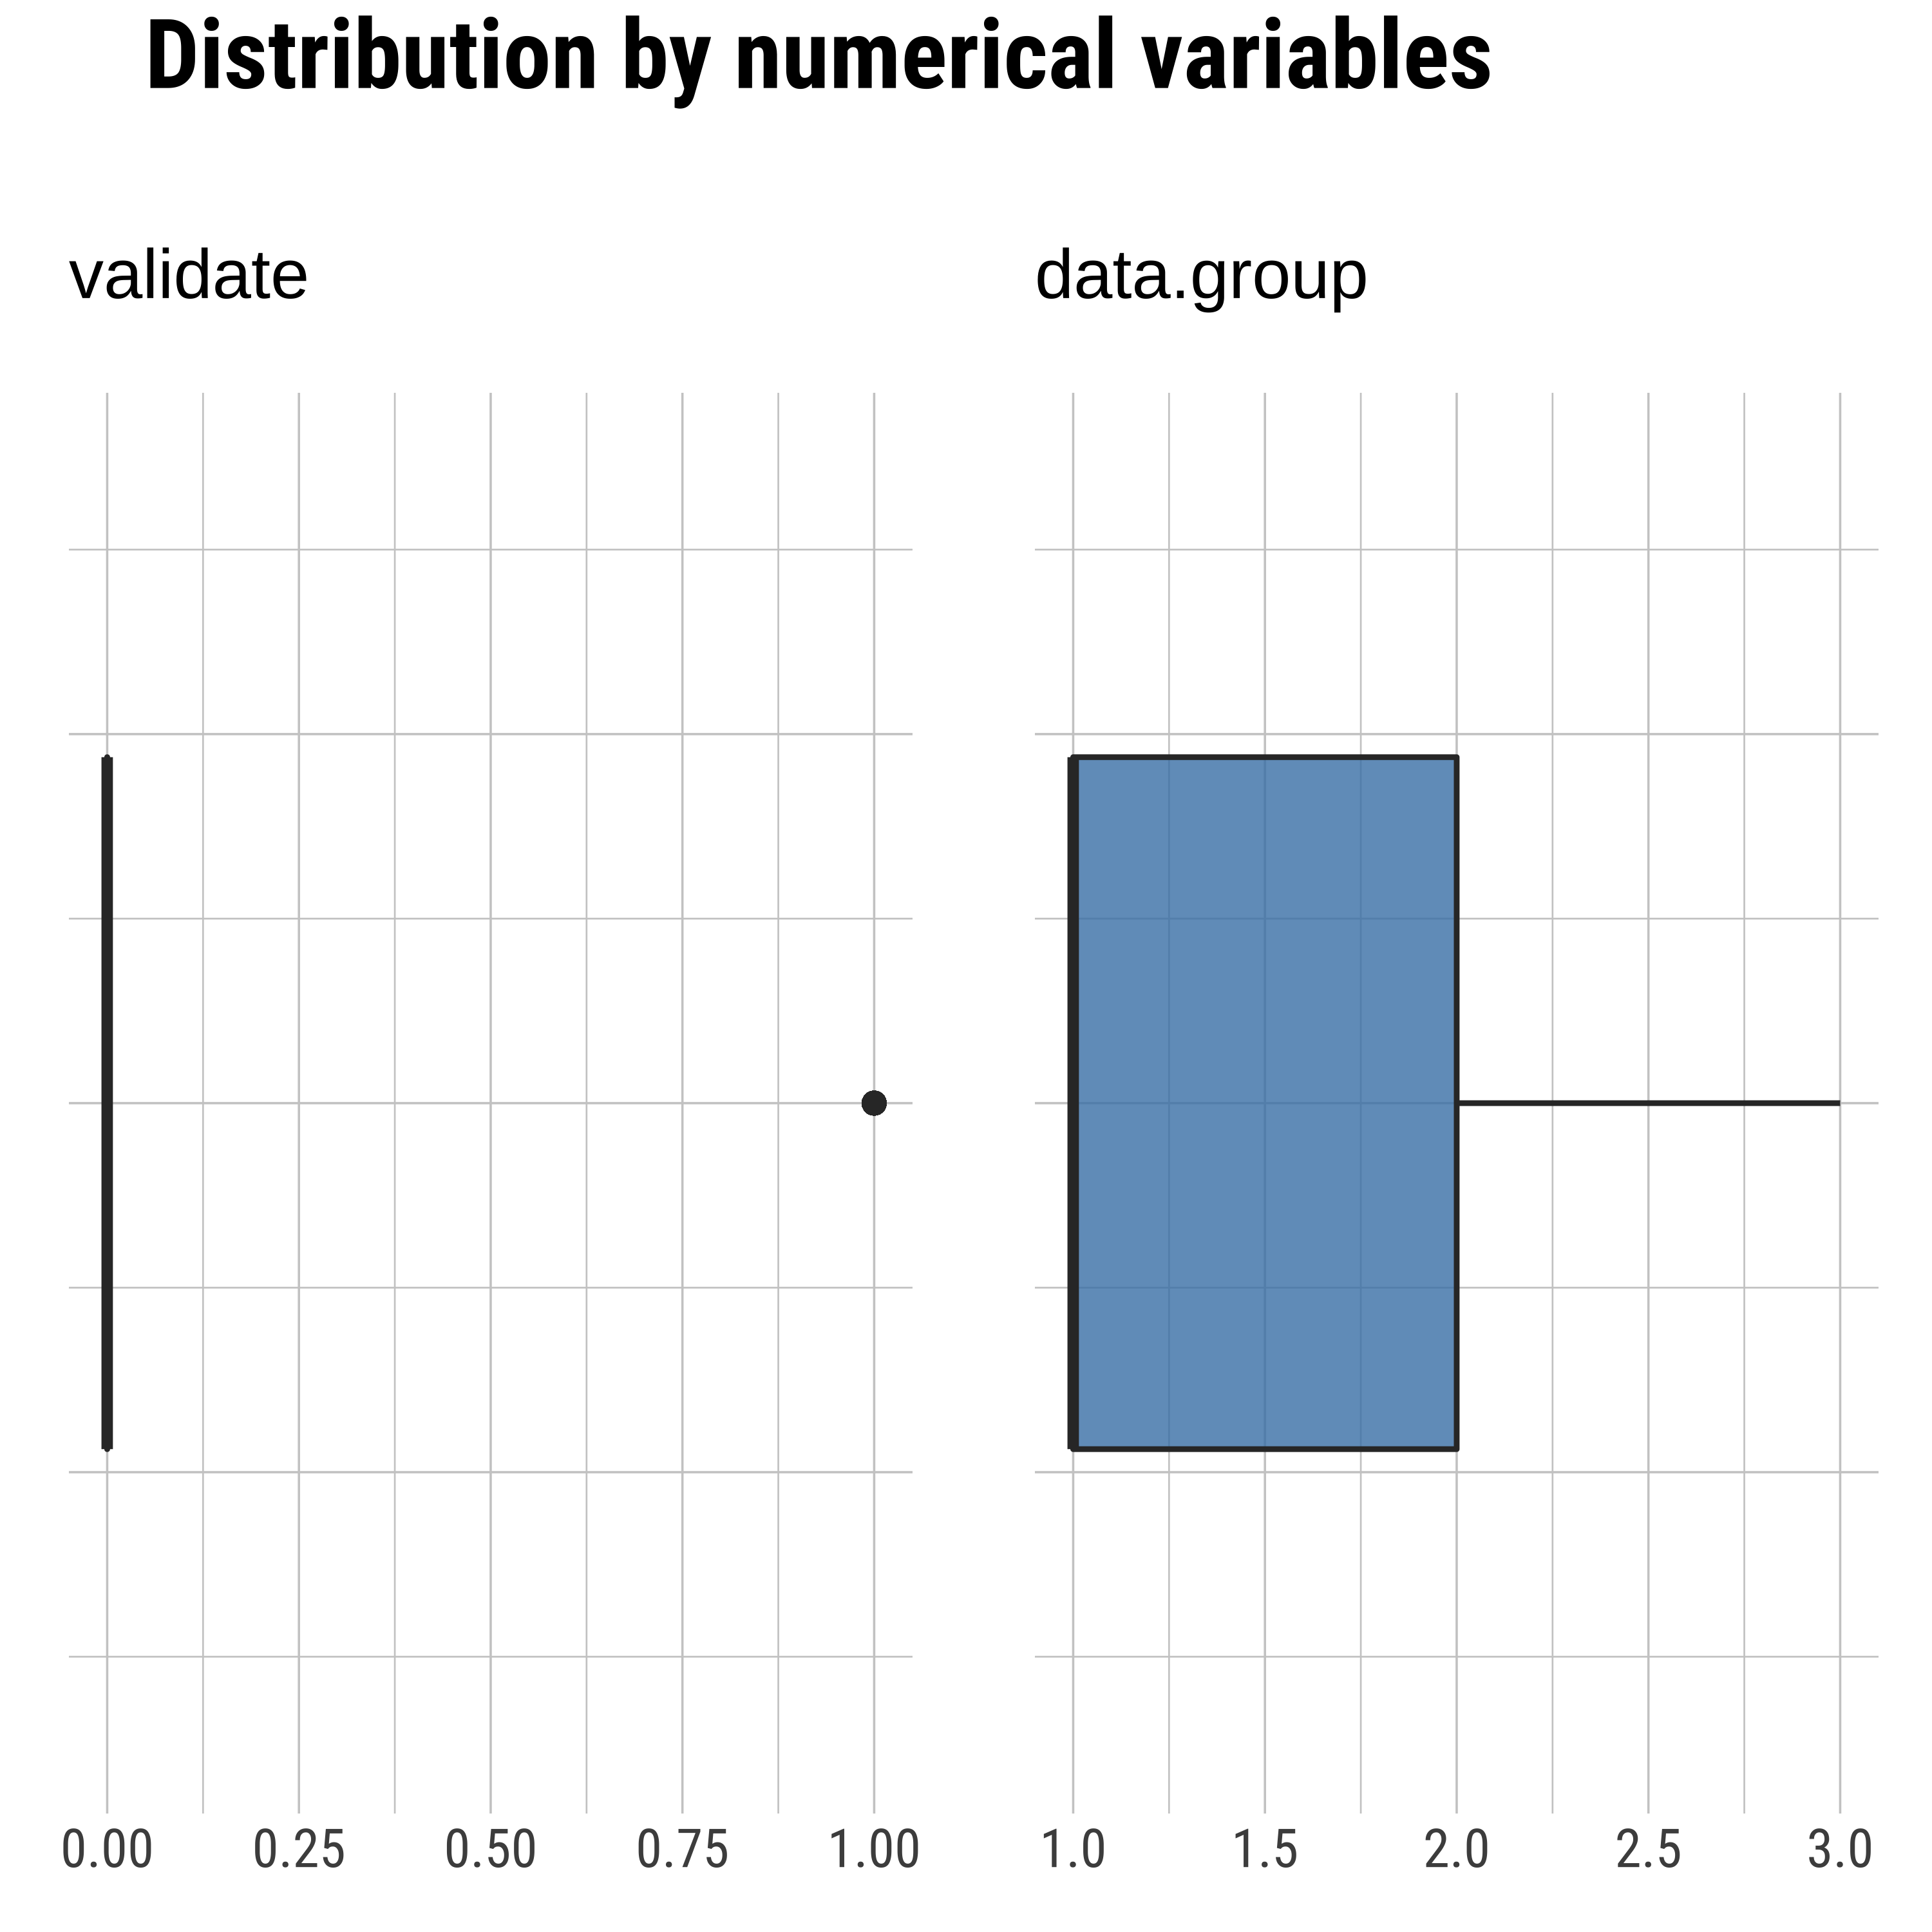 Distribution by numerical variables
validate
data.group
0.00 0.25 0.50 0.75 1.00
1.0 1.5 2.0 2.5 3.0